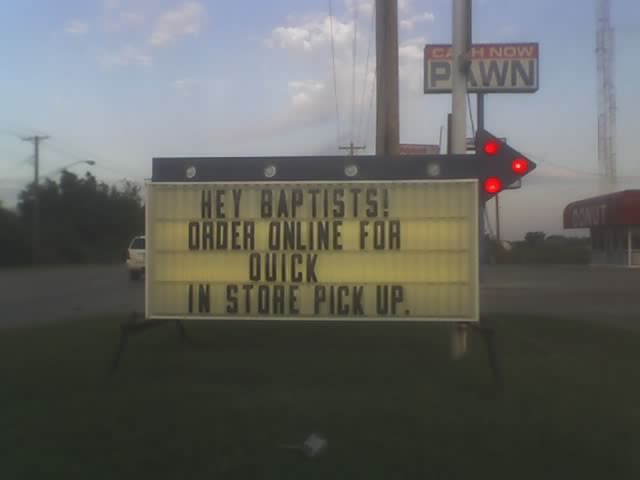 CASH NOW
PAWN
HEY BAPTISTS!
ORDER ONLINE FOR
QUICK
IN STORE PICK UP.
DONUT